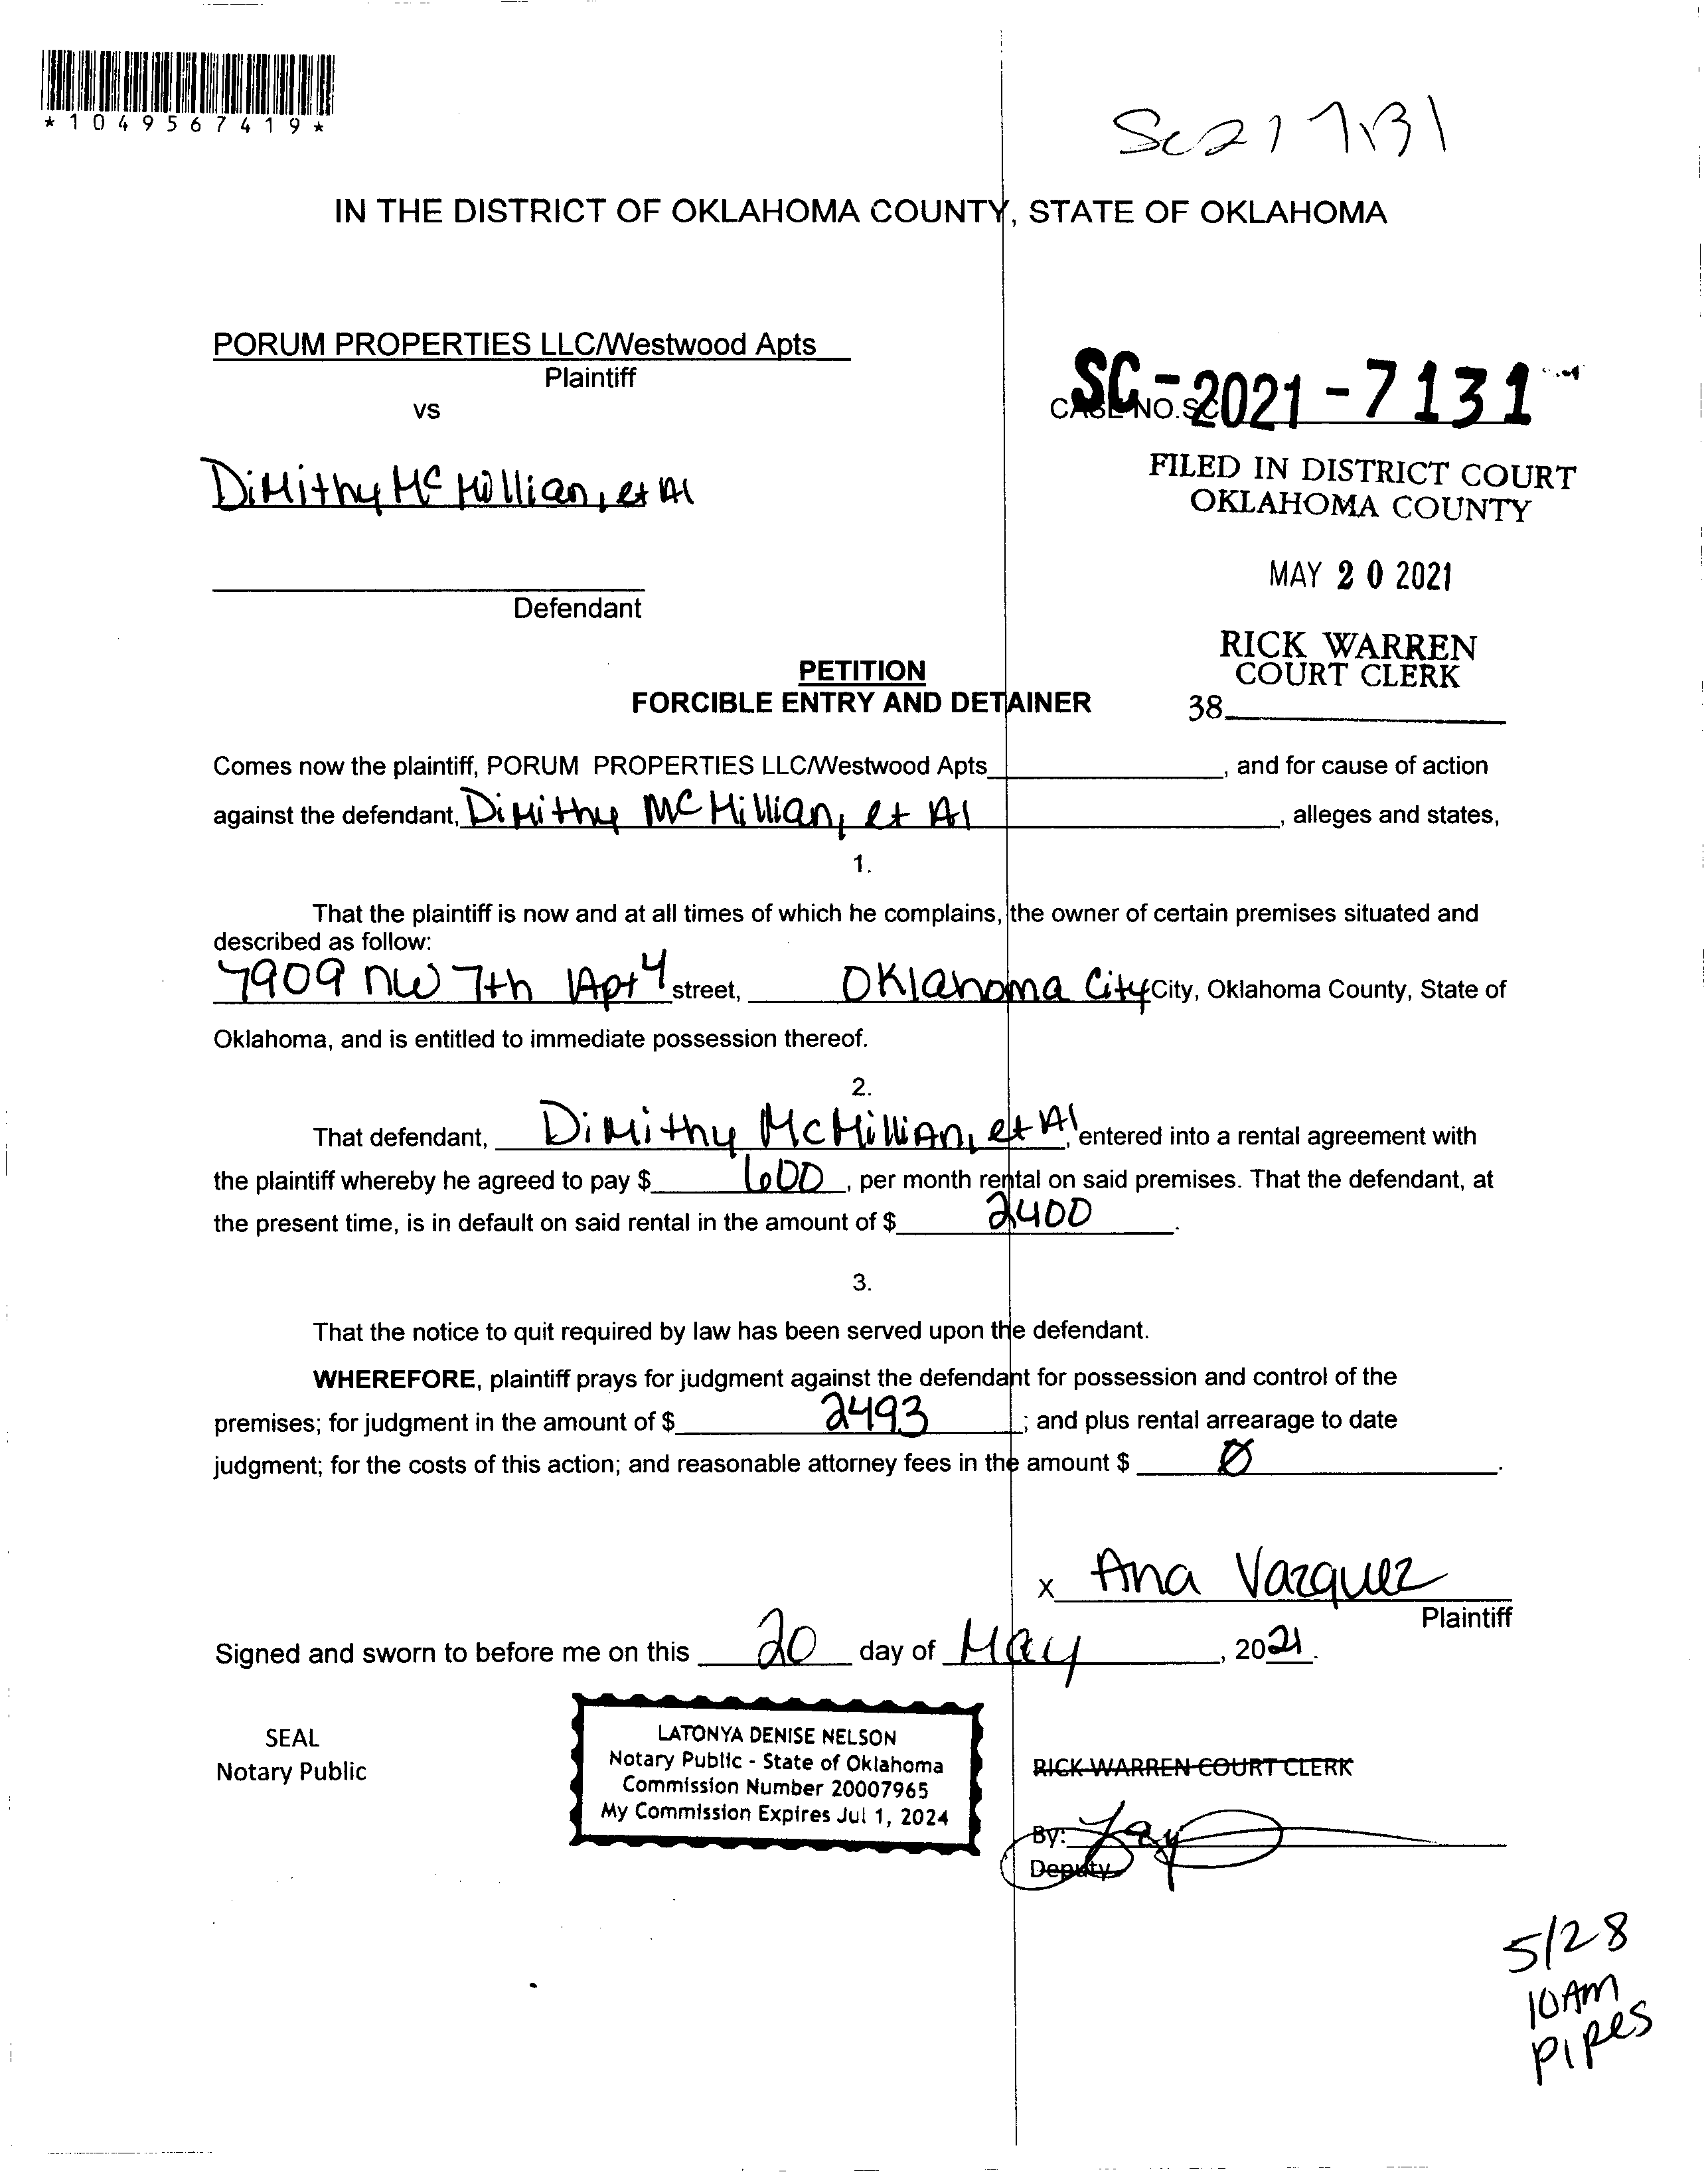 *1049567419*
SC21 7131
IN THE DISTRICT OF OKLAHOMA COUNTY, STATE OF OKLAHOMA
PORUM PROPERTIES LLC/Westwood Apts
Plaintiff
vs
CASE NO. SC
SC-2021-7131
Dimithy McMillian, et Al
FILED IN DISTRICT COURT
OKLAHOMA COUNTY
MAY 20 2021
Defendant
RICK WARREN
COURT CLERK
38
PETITION
FORCIBLE ENTRY AND DETAINER
Comes now the plaintiff, PORUM PROPERTIES LLC/Westwood Apts, and for cause of action
against the defendant, Dimithy McMillian, et Al, alleges and states,
1.
That the plaintiff is now and at all times of which he complains, the owner of certain premises situated and
described as follow:
7909 NW 7th Apt 4 street, Oklahoma City City, Oklahoma County, State of
Oklahoma, and is entitled to immediate possession thereof.
2.
That defendant, Dimithy McMillian, et Al, entered into a rental agreement with
the plaintiff whereby he agreed to pay $ 600, per month rental on said premises. That the defendant, at
the present time, is in default on said rental in the amount of $ 2400.
3.
That the notice to quit required by law has been served upon the defendant.
WHEREFORE, plaintiff prays for judgment against the defendant for possession and control of the
premises; for judgment in the amount of $ 2493; and plus rental arrearage to date
judgment; for the costs of this action; and reasonable attorney fees in the amount $ Ø.
x Ana Vazquez
Plaintiff
Signed and sworn to before me on this 20 day of May, 2021.
SEAL
Notary Public
LATONYA DENISE NELSON
Notary Public - State of Oklahoma
Commission Number 20007965
My Commission Expires Jul 1, 2024
RICK WARREN COURT CLERK
By:
Deputy
5/28
10AM
PIPES